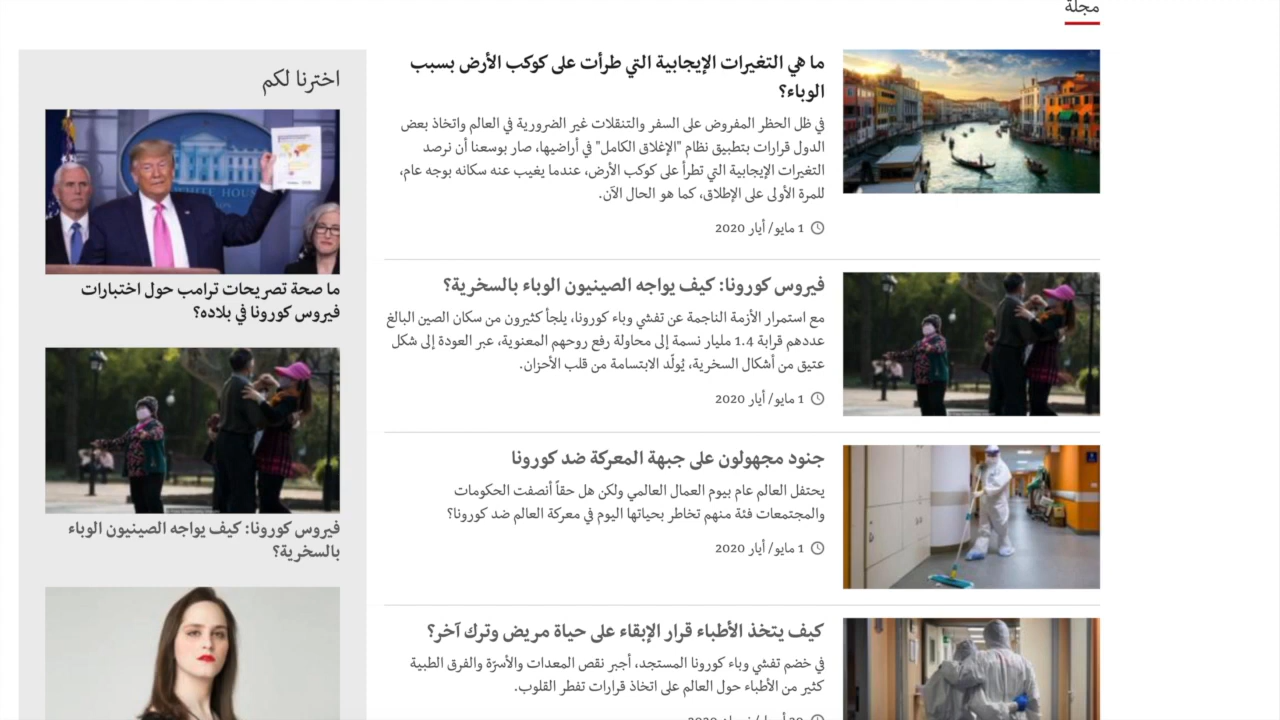 مجلة
ما هي التغيرات الإيجابية التي طرأت على كوكب الأرض بسبب
الوباء؟
في ظل الحظر المفروض على السفر والتنقلات غير الضرورية في العالم واتخاذ بعض
الدول قرارات بتطبيق نظام "الإغلاق الكامل" في أراضيها، صار بوسعنا أن نرصد
التغيرات الإيجابية التي تطرأ على كوكب الأرض، عندما يغيب عنه سكانه بوجه عام،
للمرة الأولى على الإطلاق، كما هو الحال الآن.
1 مايو/ أيار 2020
فيروس كورونا: كيف يواجه الصينيون الوباء بالسخرية؟
مع استمرار الأزمة الناجمة عن تفشي وباء كورونا، يلجأ كثيرون من سكان الصين البالغ
عددهم قرابة 1.4 مليار نسمة إلى محاولة رفع روحهم المعنوية، عبر العودة إلى شكل
عتيق من أشكال السخرية، يُولّد الابتسامة من قلب الأحزان.
1 مايو/ أيار 2020
جنود مجهولون على جبهة المعركة ضد كورونا
يحتفل العالم عام بيوم العمال العالمي ولكن هل حقاً أنصفت الحكومات
والمجتمعات فئة منهم تخاطر بحياتها اليوم في معركة العالم ضد كورونا؟
1 مايو/ أيار 2020
كيف يتخذ الأطباء قرار الإبقاء على حياة مريض وترك آخر؟
في خضم تفشي وباء كورونا المستجد، أجبر نقص المعدات والأسرّة والفرق الطبية
كثير من الأطباء حول العالم على اتخاذ قرارات تفطر القلوب.
اخترنا لكم
THE WHITE HOUSE
ما صحة تصريحات ترامب حول اختبارات
فيروس كورونا في بلاده؟
فيروس كورونا: كيف يواجه الصينيون الوباء
بالسخرية؟